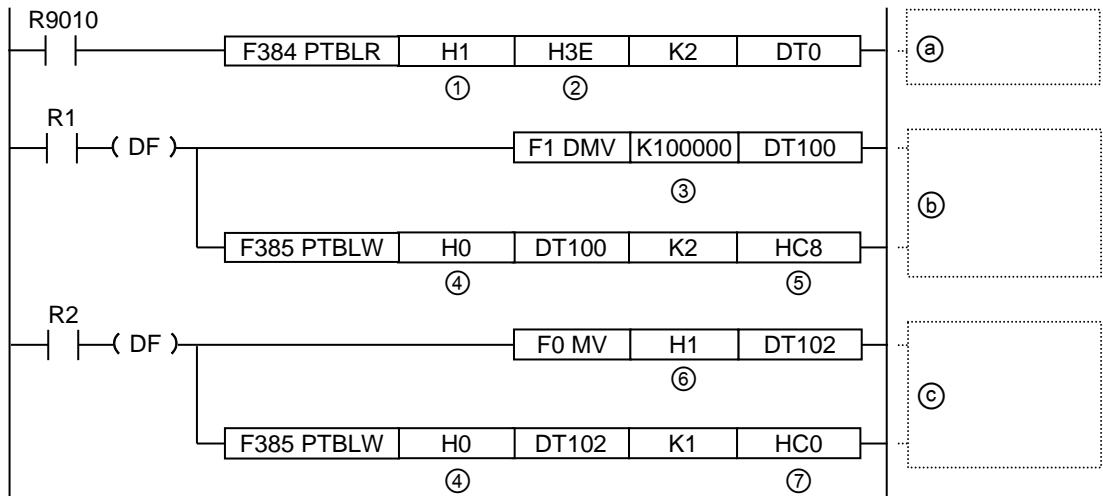 R9010
F384 PTBLR H1 H3E K2 DT0 ⓐ
① ②
R1
( DF ) F1 DMV K100000 DT100
③ ⓑ
F385 PTBLW H0 DT100 K2 HC8
④ ⑤
R2
( DF ) F0 MV H1 DT102
⑥ ⓒ
F385 PTBLW H0 DT102 K1 HC0
④ ⑦